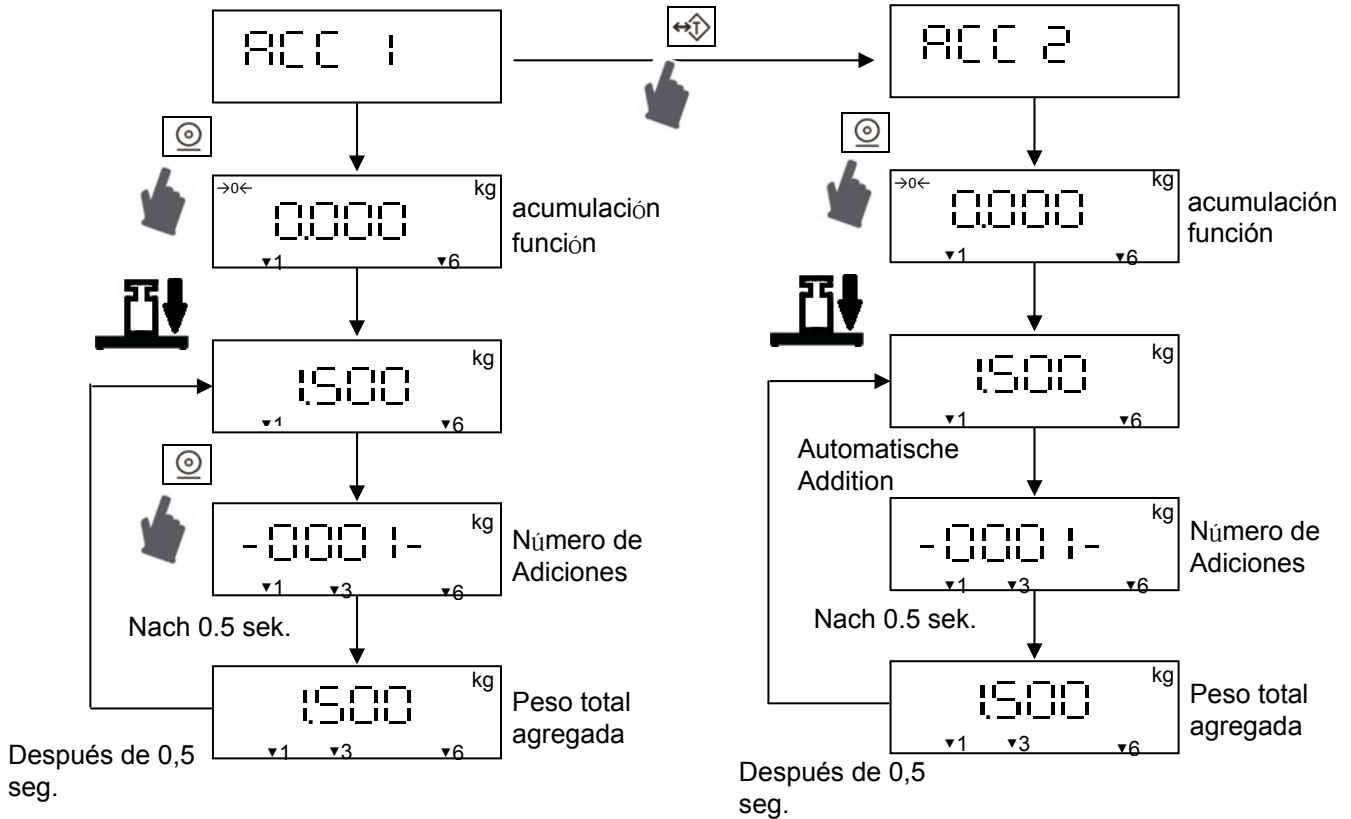 ACC 1
T
ACC 2
→0←
kg
0.000
▼1 ▼6
acumulación
función
→0←
kg
0.000
▼1 ▼6
acumulación
función
kg
1.500
▼1 ▼6
kg
1.500
▼1 ▼6
Automatische
Addition
kg
-0001-
▼1 ▼3 ▼6
Número de
Adiciones
kg
-0001-
▼1 ▼3 ▼6
Número de
Adiciones
Nach 0.5 sek.
Nach 0.5 sek.
kg
1.500
▼1 ▼3 ▼6
Peso total
agregada
kg
1.500
▼1 ▼3 ▼6
Peso total
agregada
Después de 0,5
seg.
Después de 0,5
seg.